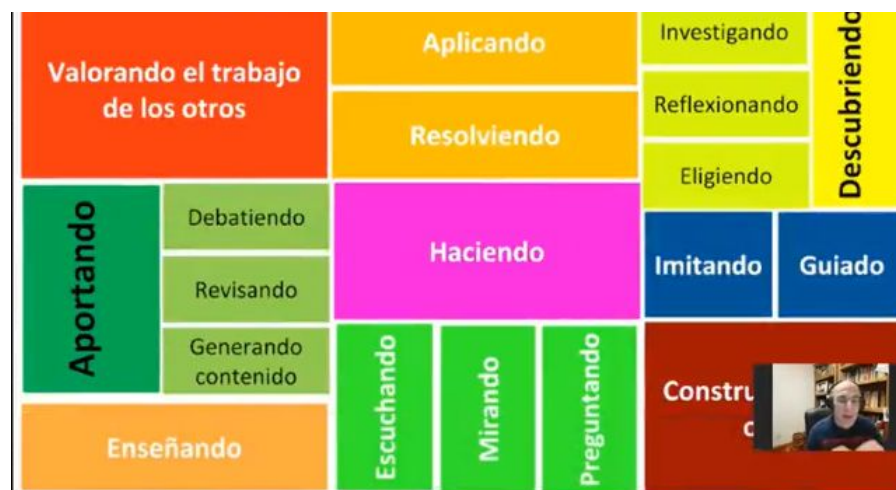 Valorando el trabajo
de los otros
Aplicando
Resolviendo
Investigando
Reflexionando
Eligiendo
Descubriendo
Aportando
Debatiendo
Revisando
Generando
contenido
Haciendo
Imitando
Guiado
Enseñando
Escuchando
Mirando
Preguntando